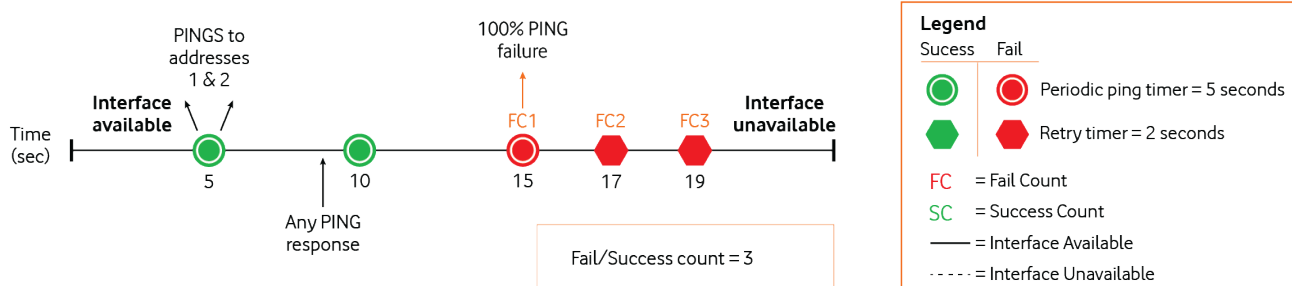 PINGS to
addresses
1 & 2
100% PING
failure
Interface
available
FC1
FC2
FC3
Interface
unavailable
Time
(sec)
5
10
15
17
19
Any PING
response
Fail/Success count = 3
Legend
Sucess Fail
Periodic ping timer = 5 seconds
Retry timer = 2 seconds
FC = Fail Count
SC = Success Count
= Interface Available
= Interface Unavailable